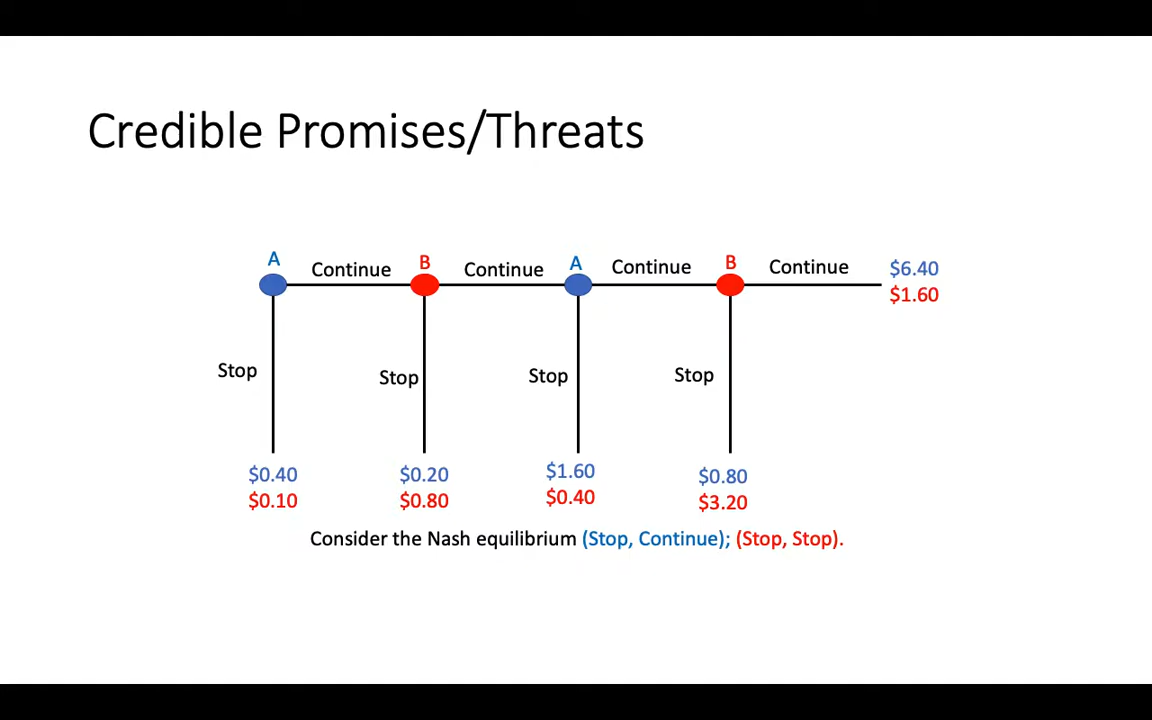 Credible Promises/Threats
A Continue B Continue A Continue B Continue $6.40
$1.60
Stop Stop Stop Stop
$0.40 $0.20 $1.60 $0.80
$0.10 $0.80 $0.40 $3.20
Consider the Nash equilibrium (Stop, Continue); (Stop, Stop).